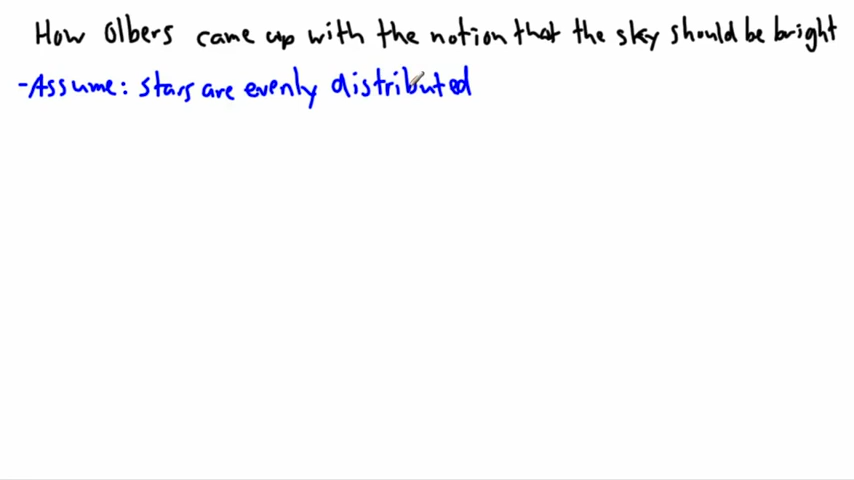 How Olbers came up with the notion that the sky should be bright
-Assume: stars are evenly distributed